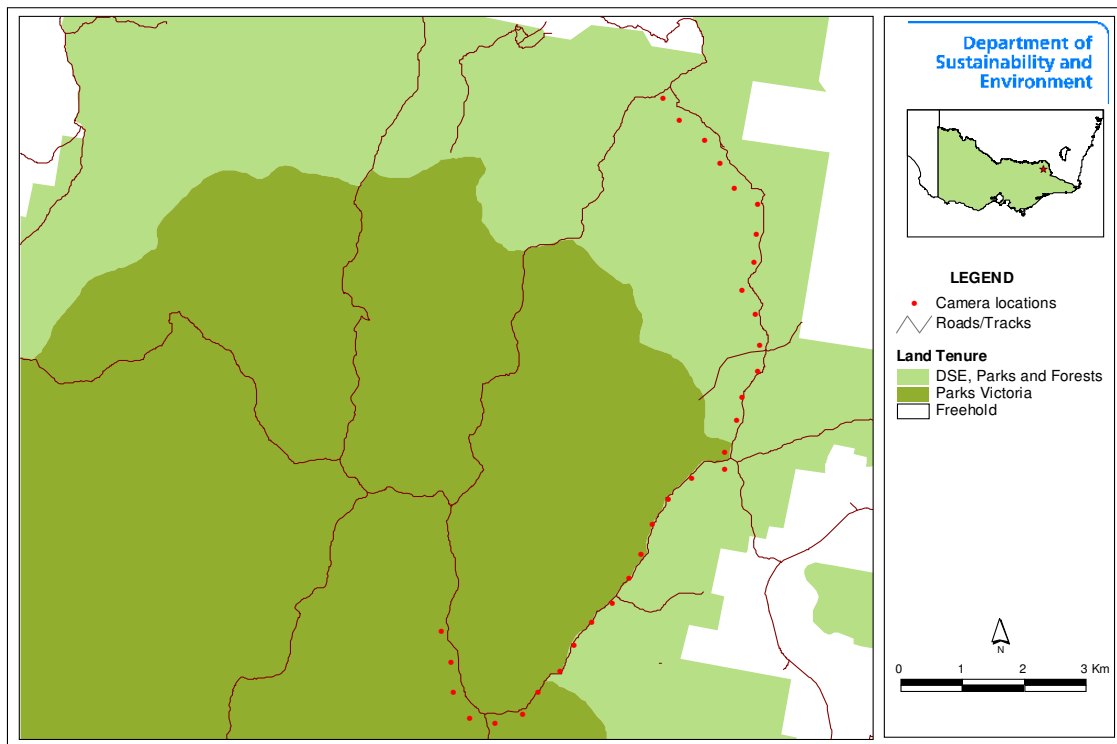 Department of
Sustainability and
Environment
LEGEND
Camera locations
Roads/Tracks
Land Tenure
DSE, Parks and Forests
Parks Victoria
Freehold
N
0 1 2 3 Km